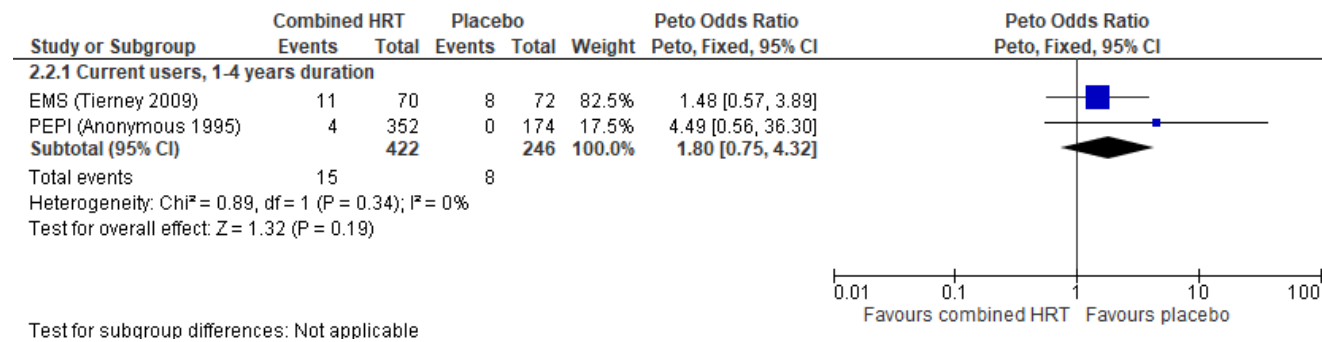 Combined HRT Placebo Peto Odds Ratio Peto Odds Ratio
Study or Subgroup Events Total Events Total Weight Peto, Fixed, 95% CI Peto, Fixed, 95% CI
2.2.1 Current users, 1-4 years duration
EMS (Tierney 2009) 11 70 8 72 82.5% 1.48 [0.57, 3.89]
PEPI (Anonymous 1995) 4 352 0 174 17.5% 4.49 [0.56, 36.30]
Subtotal (95% CI) 422 246 100.0% 1.80 [0.75, 4.32]
Total events 15 8
Heterogeneity: Chi² = 0.89, df = 1 (P = 0.34); I² = 0%
Test for overall effect: Z = 1.32 (P = 0.19)
0.01 0.1 1 10 100
Favours combined HRT Favours placebo
Test for subgroup differences: Not applicable